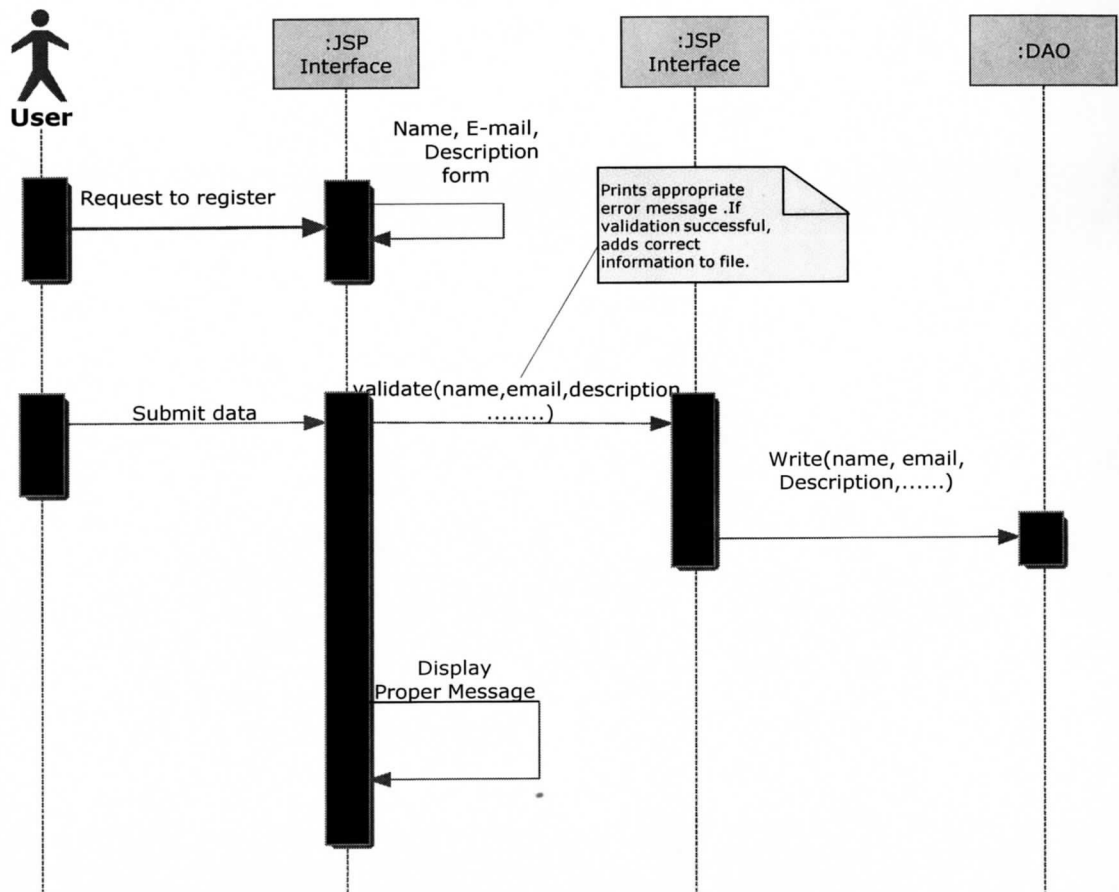 :JSP
Interface
:JSP
Interface
:DAO
User
Name, E-mail,
Description
form
Request to register
Prints appropriate
error message .If
validation successful,
adds correct
information to file.
validate(name,email,description
........)
Submit data
Write(name, email,
Description,......)
Display
Proper Message